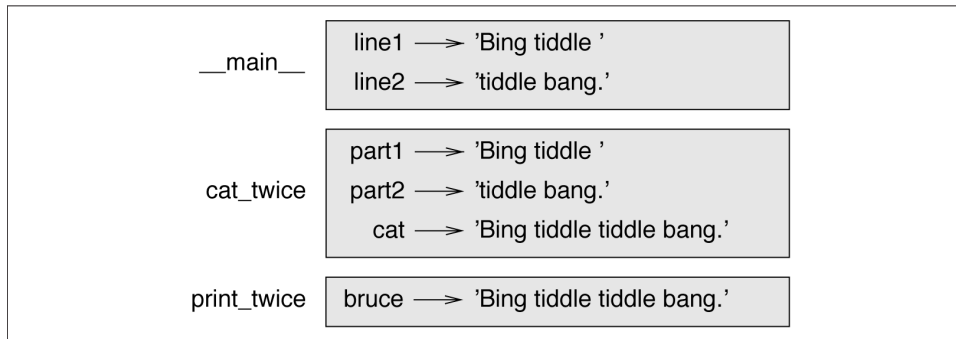 __main__
line1 → ’Bing tiddle ’
line2 → ’tiddle bang.’
cat_twice
part1 → ’Bing tiddle ’
part2 → ’tiddle bang.’
cat → ’Bing tiddle tiddle bang.’
print_twice
bruce → ’Bing tiddle tiddle bang.’